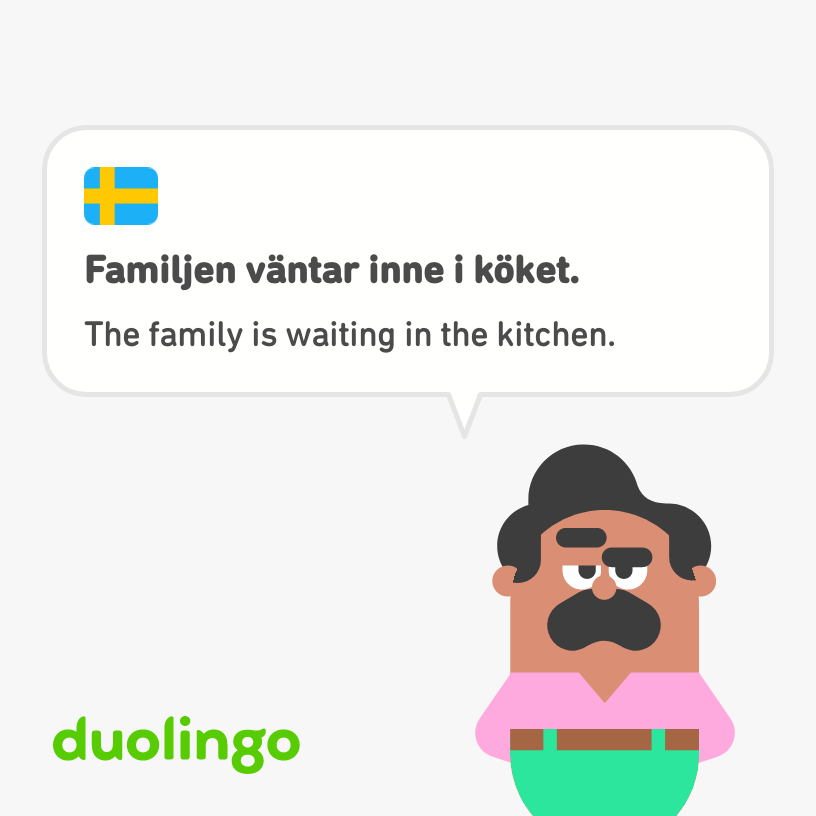 Familjen väntar inne i köket.
The family is waiting in the kitchen.
duolingo